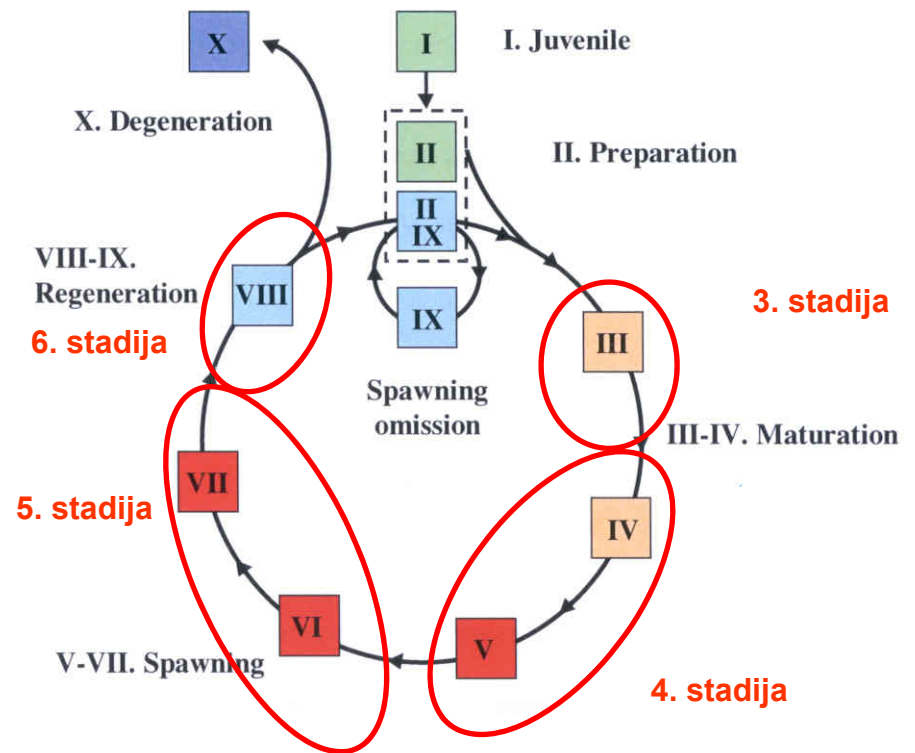 X
I
I. Juvenile
X. Degeneration
II
II. Preparation
II
IX
VIII-IX.
Regeneration
VIII
IX
3. stadija
6. stadija
III
Spawning
omission
III-IV. Maturation
VII
5. stadija
IV
VI
V
V-VII. Spawning
4. stadija